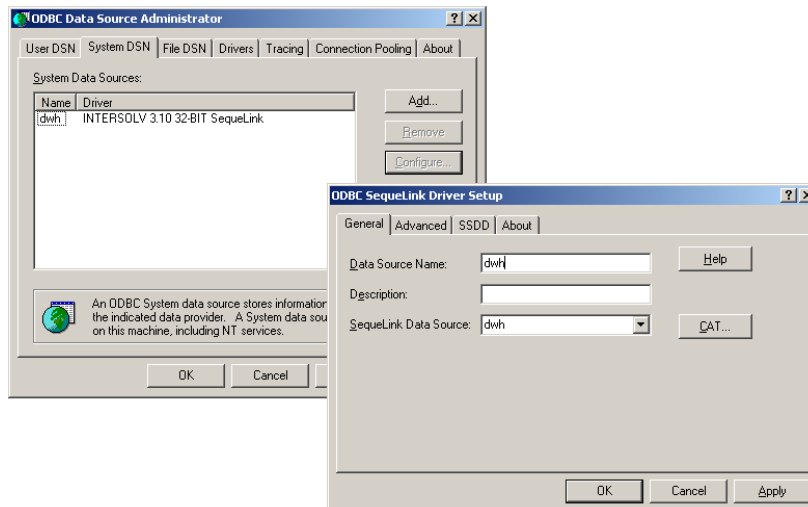 ODBC Data Source Administrator
User DSN System DSN File DSN Drivers Tracing Connection Pooling About
System Data Sources:
Name Driver
dwh INTERSOLV 3.10 32-BIT SequeLink
Add...
Remove
Configure...
An ODBC System data source stores information
the indicated data provider. A System data sou
on this machine, including NT services.
OK Cancel
ODBC SequeLink Driver Setup
General Advanced SSDD About
Data Source Name: dwh
Help
Description:
SequeLink Data Source: dwh
CAT...
OK Cancel Apply